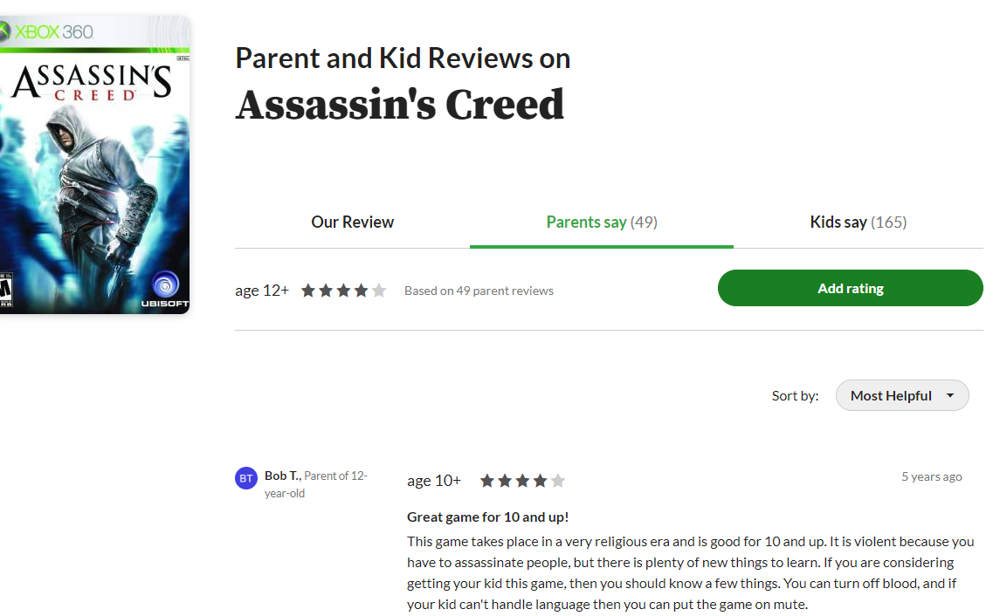 XBOX 360
ASSASSIN'S
CREED
UBISOFT
Parent and Kid Reviews on
Assassin's Creed
Our Review
Parents say (49)
Kids say (165)
age 12+
Based on 49 parent reviews
Add rating
Sort by:
Most Helpful
BT
Bob T., Parent of 12-
year-old
age 10+
5 years ago
Great game for 10 and up!
This game takes place in a very religious era and is good for 10 and up. It is violent because you
have to assassinate people, but there is plenty of new things to learn. If you are considering
getting your kid this game, then you should know a few things. You can turn off blood, and if
your kid can't handle language then you can put the game on mute.